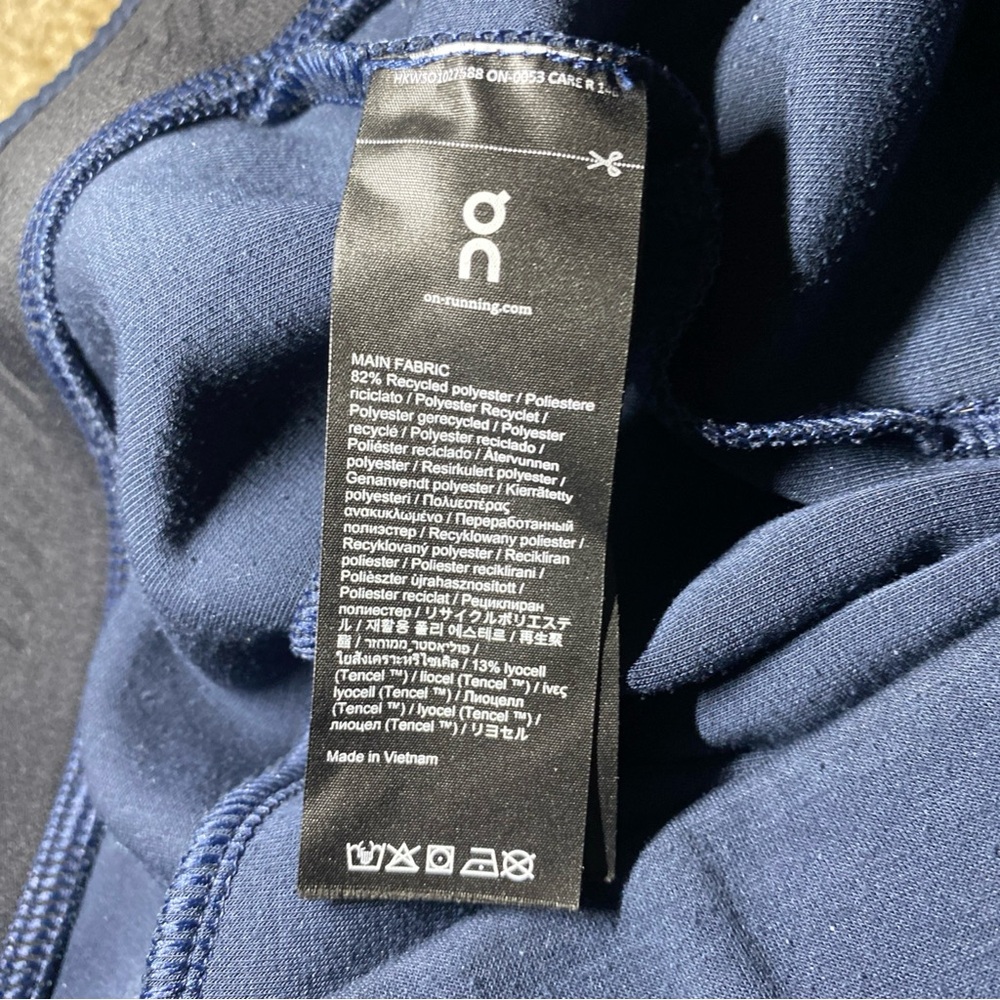 HKWSO1027588 ON-0053 CARE R
on
on-running.com
MAIN FABRIC
82% Recycled polyester / Poliestere
riciclato / Polyester Recyclet /
Polyester gerecycled / Polyester
recyclé / Polyester reciclado /
Poliéster reciclado / Återvunnen
polyester / Resirkulert polyester /
Genanvendt polyester / Kierrätetty
polyesteri / Πολυεστέρας
ανακυκλωμένο / Переработанный
полиэстер / Recyklowany poliester /
Recyklovaný polyester / Recikliran
poliester / Poliester reciklirani /
Poliészter újrahasznosított /
Poliester reciclat / Рециклиран
полиестер / リサイクルポリエステ
ル / 재활용 폴리 에스테르 / 再生聚
酯 / פוליאסטר ממוחזר /
ใยสังเคราะห์รีไซเคิล / 13% lyocell
(Tencel ™) / liocel (Tencel ™) / ίνες
lyocell (Tencel ™) / Лиоцелл
(Tencel ™) / lyocel (Tencel ™) /
лиоцел (Tencel ™) / リヨセル
Made in Vietnam